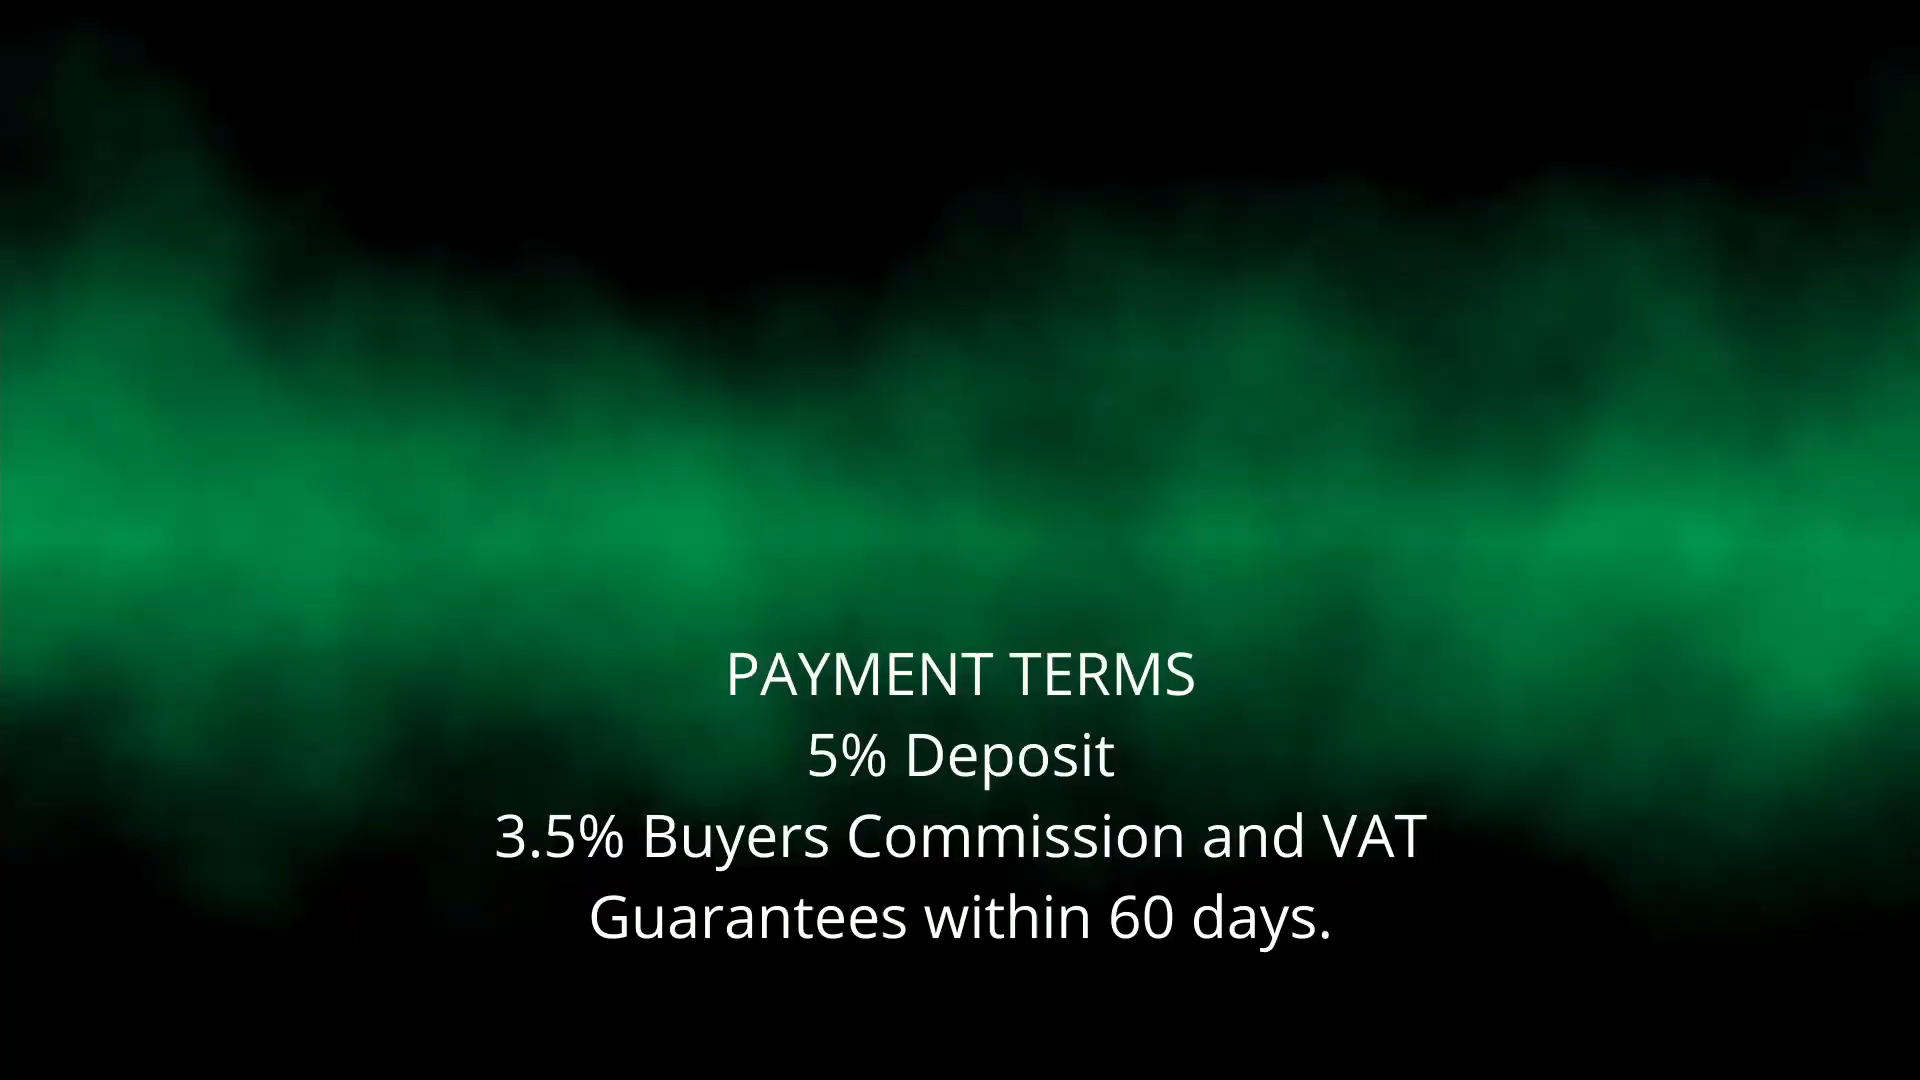 PAYMENT TERMS
5% Deposit
3.5% Buyers Commission and VAT
Guarantees within 60 days.